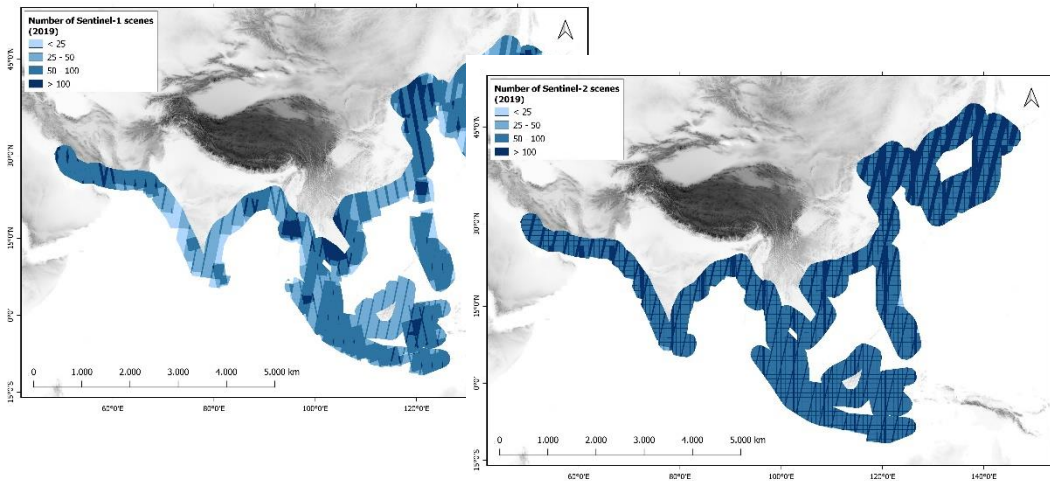 Number of Sentinel-1 scenes
(2019)
< 25
25 - 50
50 - 100
> 100
45°0'N
30°0'N
15°0'N
0°0'
15°0'S
0 1.000 2.000 3.000 4.000 5.000 km
60°0'E 80°0'E 100°0'E 120°0'E
Number of Sentinel-2 scenes
(2019)
< 25
25 - 50
50 - 100
> 100
45°0'N
30°0'N
15°0'N
0°0'
15°0'S
0 1.000 2.000 3.000 4.000 5.000 km
60°0'E 80°0'E 100°0'E 120°0'E 140°0'E